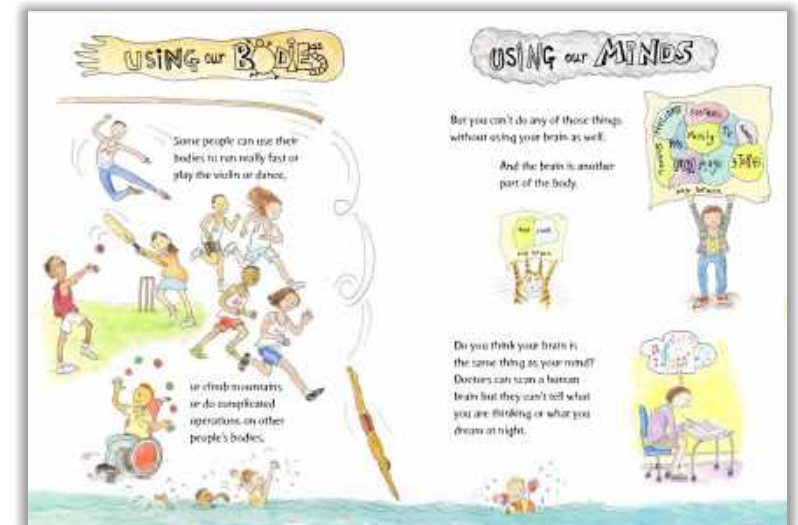 USING our BODIES
Some people can use their
bodies to run really fast or
play the violin or dance,
or climb mountains
or do complicated
operations on other
people's bodies.
USING our MINDS
But you can't do any of those things
without using your brain as well.
And the brain is another
part of the body.
my brain
my brain
Do you think your brain is
the same thing as your mind?
Doctors can scan a human
brain but they can't tell what
you are thinking or what you
dream at night.